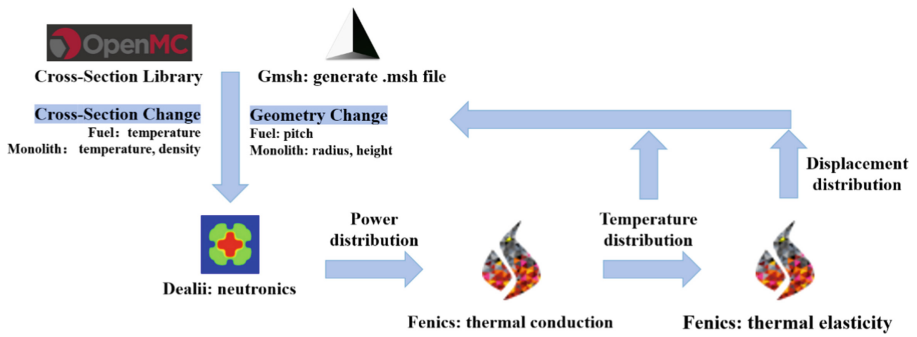 OpenMC
Cross-Section Library
Gmsh: generate .msh file
Cross-Section Change
Fuel: temperature
Monolith: temperature, density
Geometry Change
Fuel: pitch
Monolith: radius, height
Displacement
distribution
Power
distribution
Temperature
distribution
Dealii: neutronics
Fenics: thermal conduction
Fenics: thermal elasticity